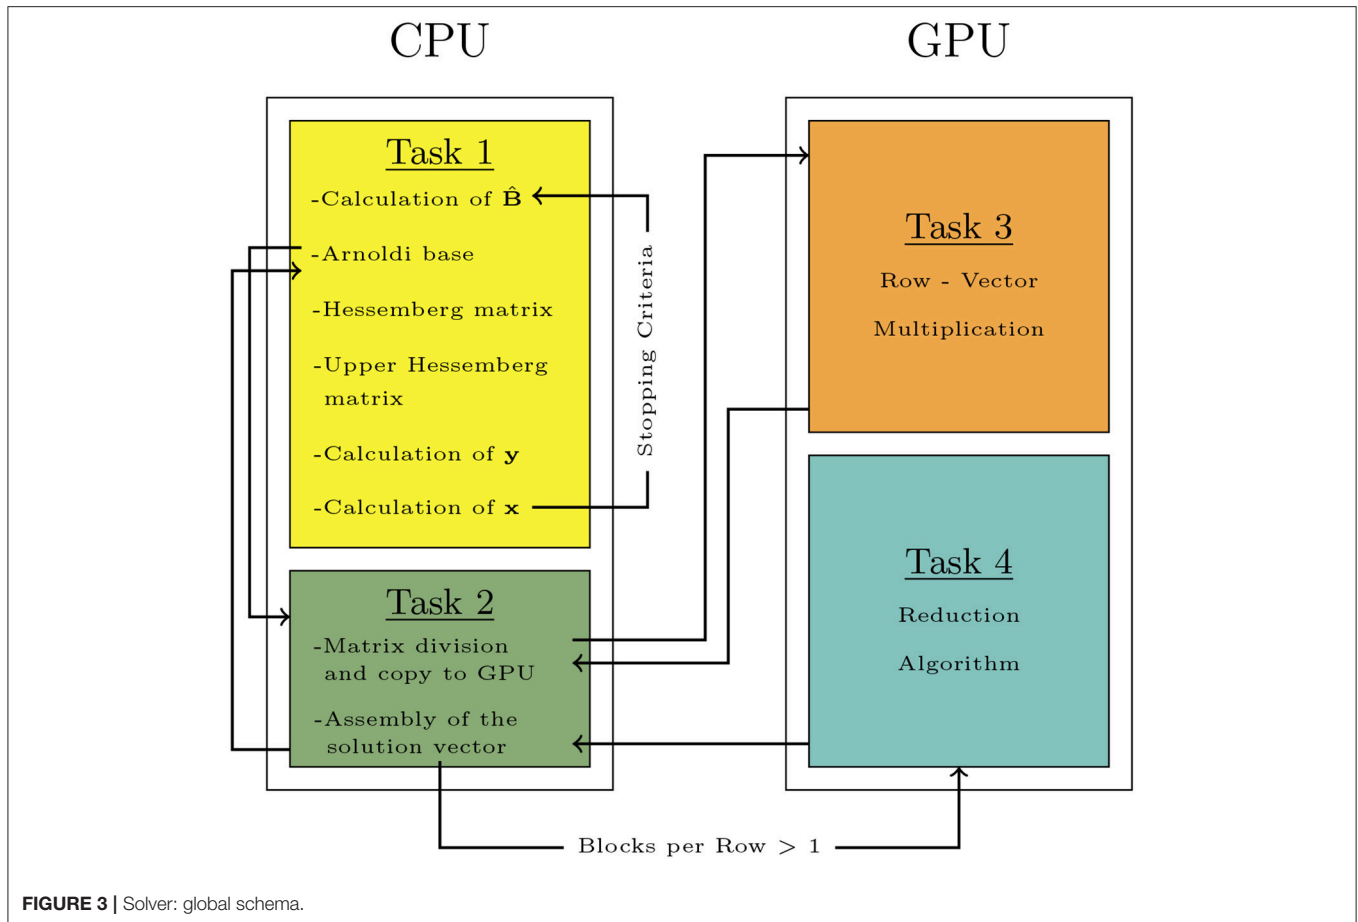 CPU
GPU
Task 1
-Calculation of B̂
-Arnoldi base
-Hessemberg matrix
-Upper Hessemberg
matrix
-Calculation of y
-Calculation of x
Stopping Criteria
Task 2
-Matrix division
and copy to GPU
-Assembly of the
solution vector
Task 3
Row - Vector
Multiplication
Task 4
Reduction
Algorithm
Blocks per Row > 1
FIGURE 3 | Solver: global schema.